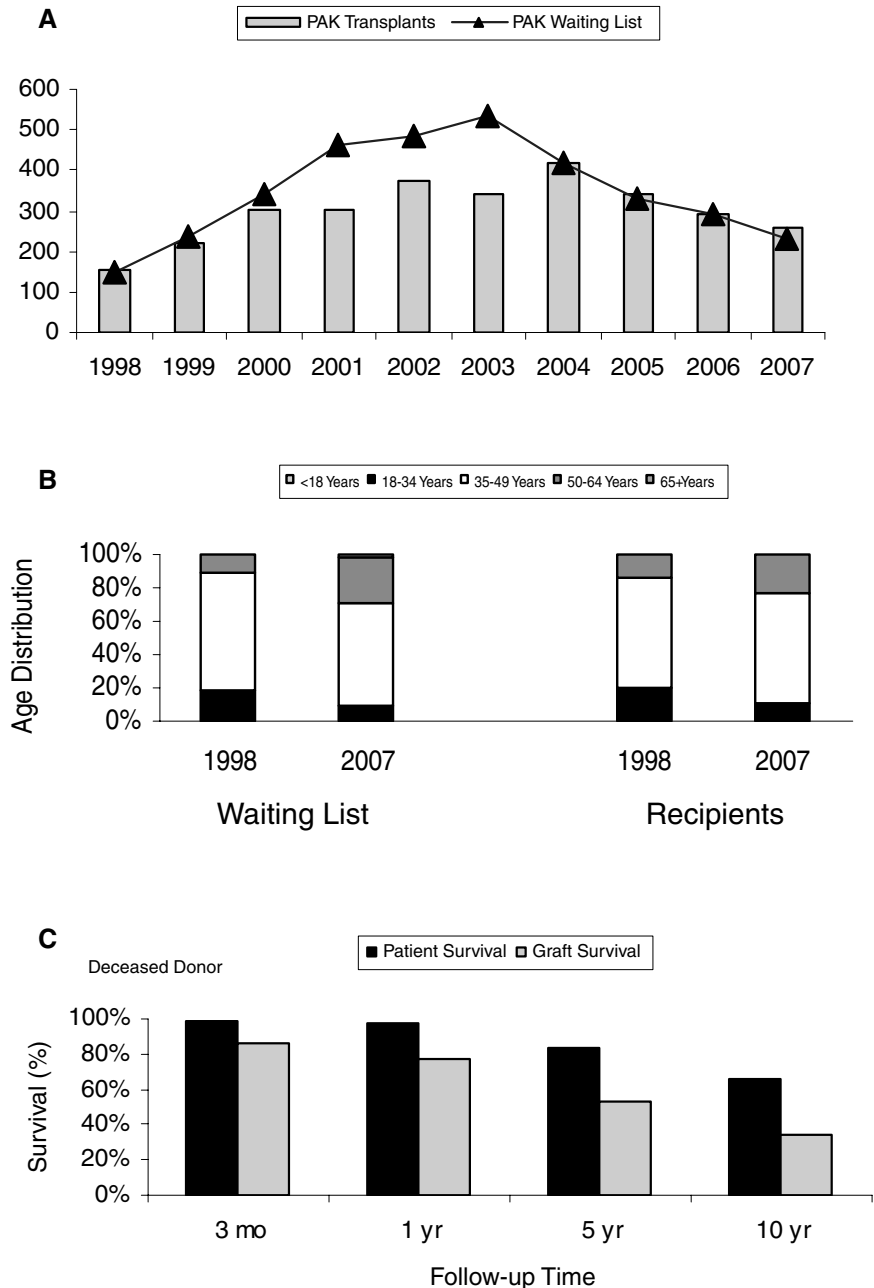 A
PAK Transplants PAK Waiting List
600
500
400
300
200
100
0
1998 1999 2000 2001 2002 2003 2004 2005 2006 2007
B
<18 Years 18-34 Years 35-49 Years 50-64 Years 65+Years
Age Distribution
100%
80%
60%
40%
20%
0%
1998 2007 1998 2007
Waiting List Recipients
C
Deceased Donor
Patient Survival Graft Survival
Survival (%)
100%
80%
60%
40%
20%
0%
3 mo 1 yr 5 yr 10 yr
Follow-up Time